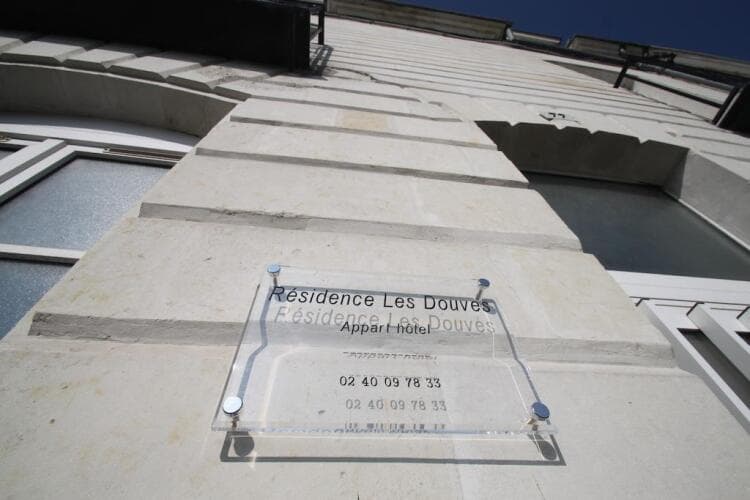 Résidence Les Douves
Appart hôtel
02 40 09 78 33